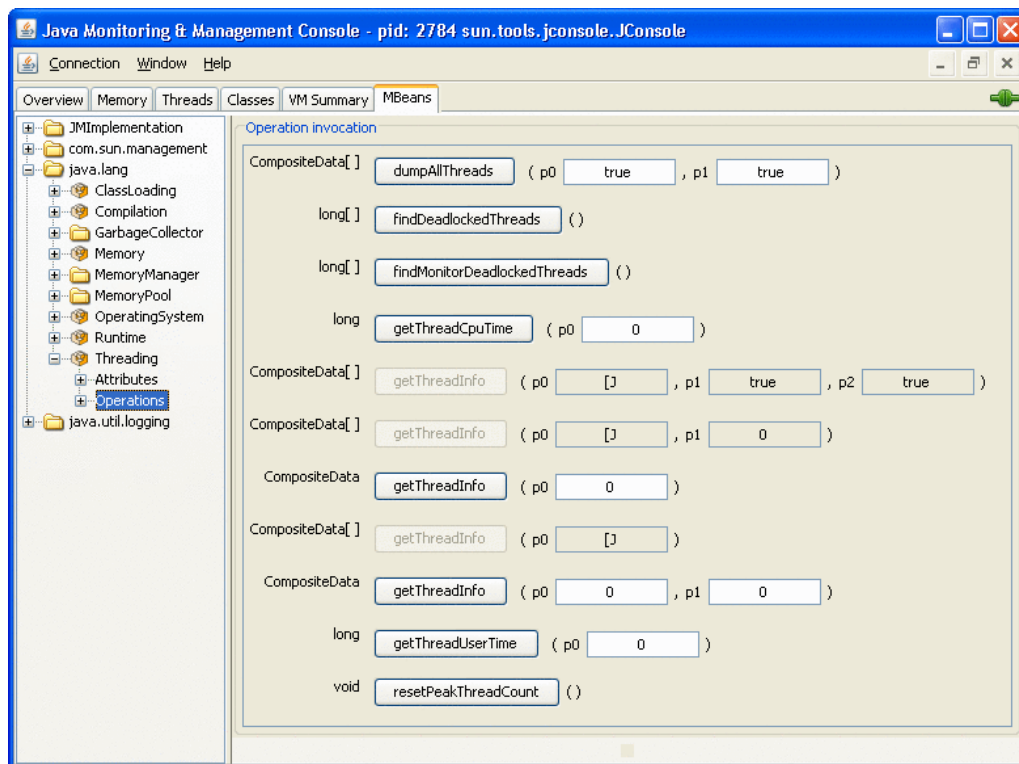 Java Monitoring & Management Console - pid: 2784 sun.tools.jconsole.JConsole
Connection Window Help
Overview Memory Threads Classes VM Summary MBeans
JMImplementation
com.sun.management
java.lang
ClassLoading
Compilation
GarbageCollector
Memory
MemoryManager
MemoryPool
OperatingSystem
Runtime
Threading
Attributes
Operations
java.util.logging
Operation invocation
CompositeData[ ] dumpAllThreads ( p0 true , p1 true )
long[ ] findDeadlockedThreads ( )
long[ ] findMonitorDeadlockedThreads ( )
long getThreadCpuTime ( p0 0 )
CompositeData[ ] getThreadInfo ( p0 [J , p1 true , p2 true )
CompositeData[ ] getThreadInfo ( p0 [J , p1 0 )
CompositeData getThreadInfo ( p0 0 )
CompositeData[ ] getThreadInfo ( p0 [J )
CompositeData getThreadInfo ( p0 0 , p1 0 )
long getThreadUserTime ( p0 0 )
void resetPeakThreadCount ( )